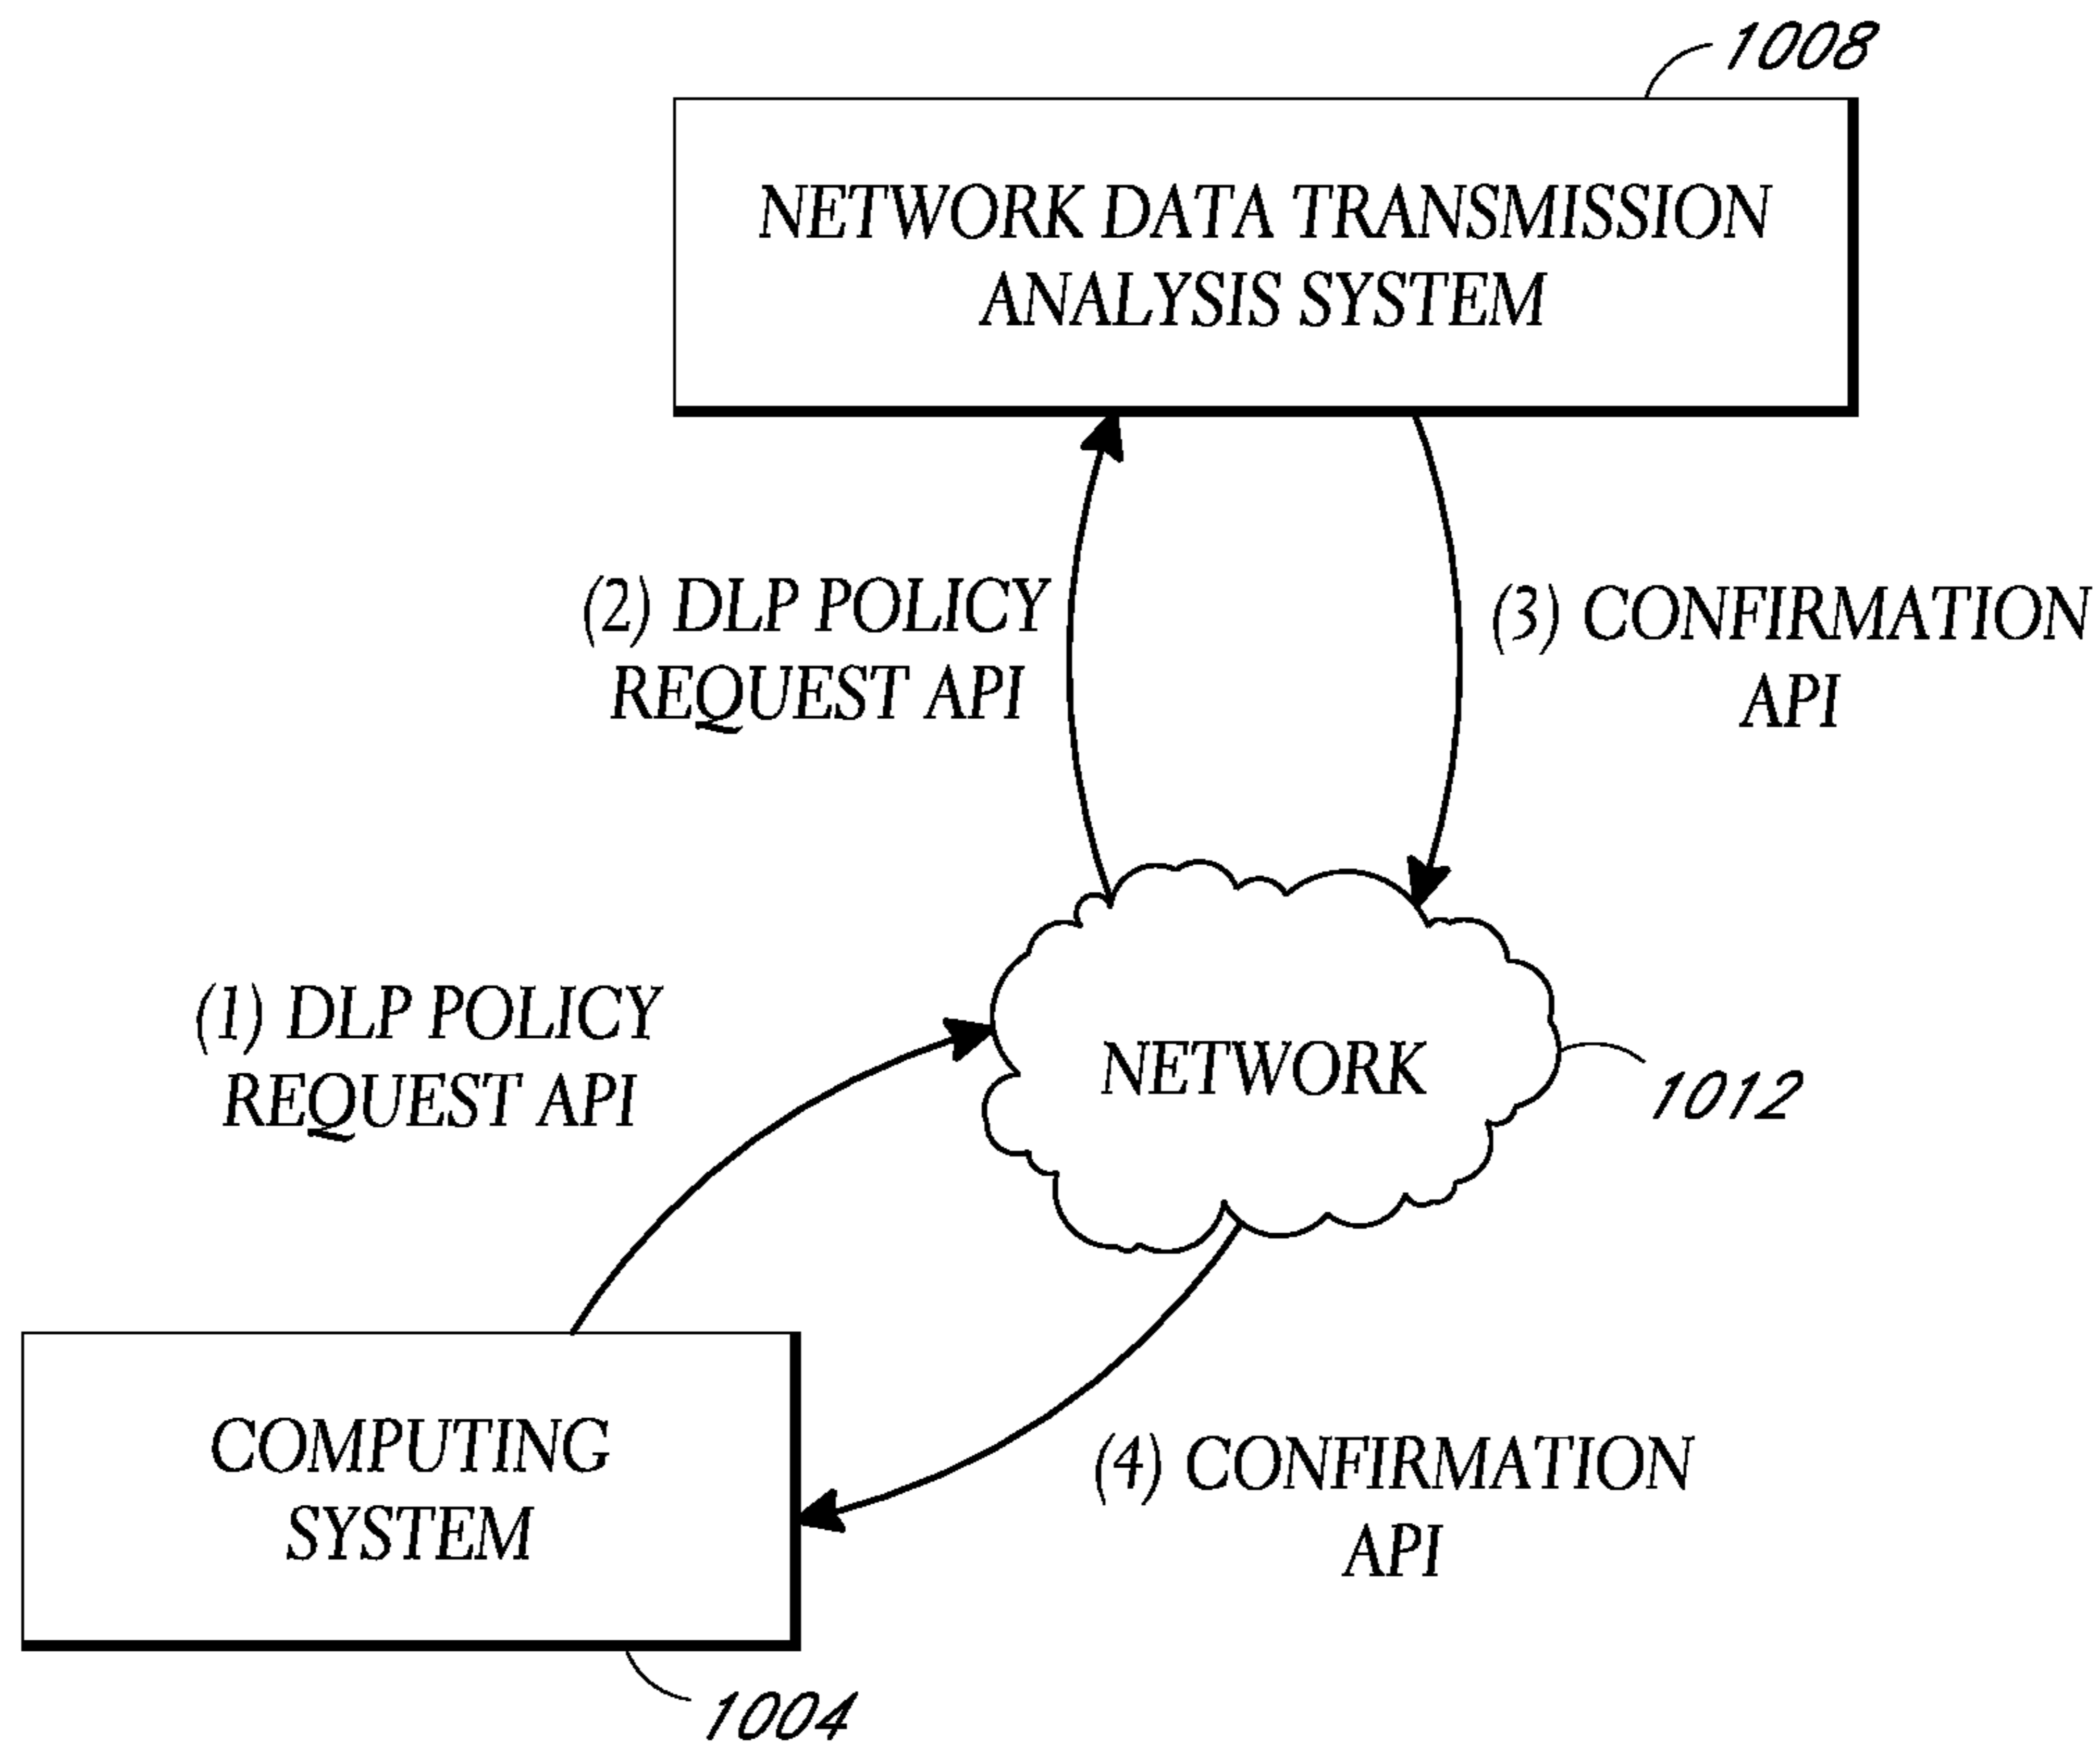 1008
NETWORK DATA TRANSMISSION
ANALYSIS SYSTEM
(2) DLP POLICY
REQUEST API
(3) CONFIRMATION
API
(1) DLP POLICY
REQUEST API
NETWORK
1012
COMPUTING
SYSTEM
(4) CONFIRMATION
API
1004